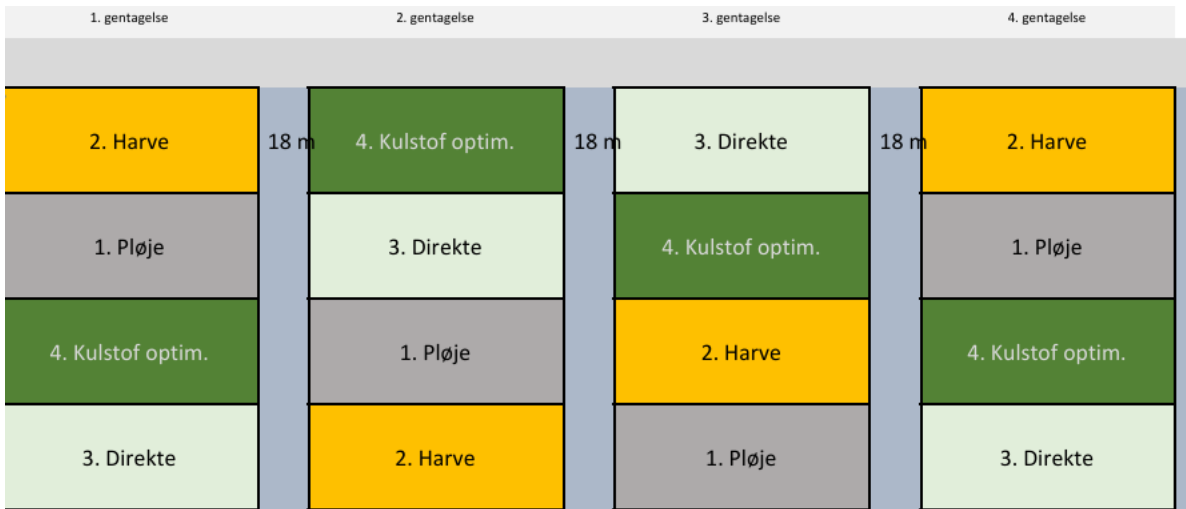 1. gentagelse 2. gentagelse 3. gentagelse 4. gentagelse
2. Harve 18 m 4. Kulstof optim. 18 m 3. Direkte 18 m 2. Harve
1. Pløje 3. Direkte 4. Kulstof optim. 1. Pløje
4. Kulstof optim. 1. Pløje 2. Harve 4. Kulstof optim.
3. Direkte 2. Harve 1. Pløje 3. Direkte